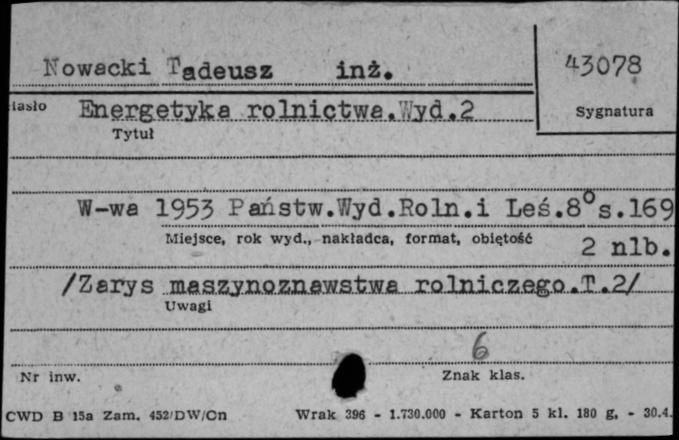 Nowacki Tadeusz inż. 43078
Hasło Energetyka rolnictwa.Wyd.2 Sygnatura
Tytuł
W-wa 1953 Państw.Wyd.Roln.i Leś.8°s.169
Miejsce, rok wyd., nakładca, format, objętość 2 nlb.
/Zarys maszynoznawstwa rolniczego.T.2/
Uwagi
6
Nr inw. Znak klas.
CWD B 15a Zam. 452/DW/Cn Wrak 396 - 1.730.000 - Karton 5 kl. 180 g, - 30.4.